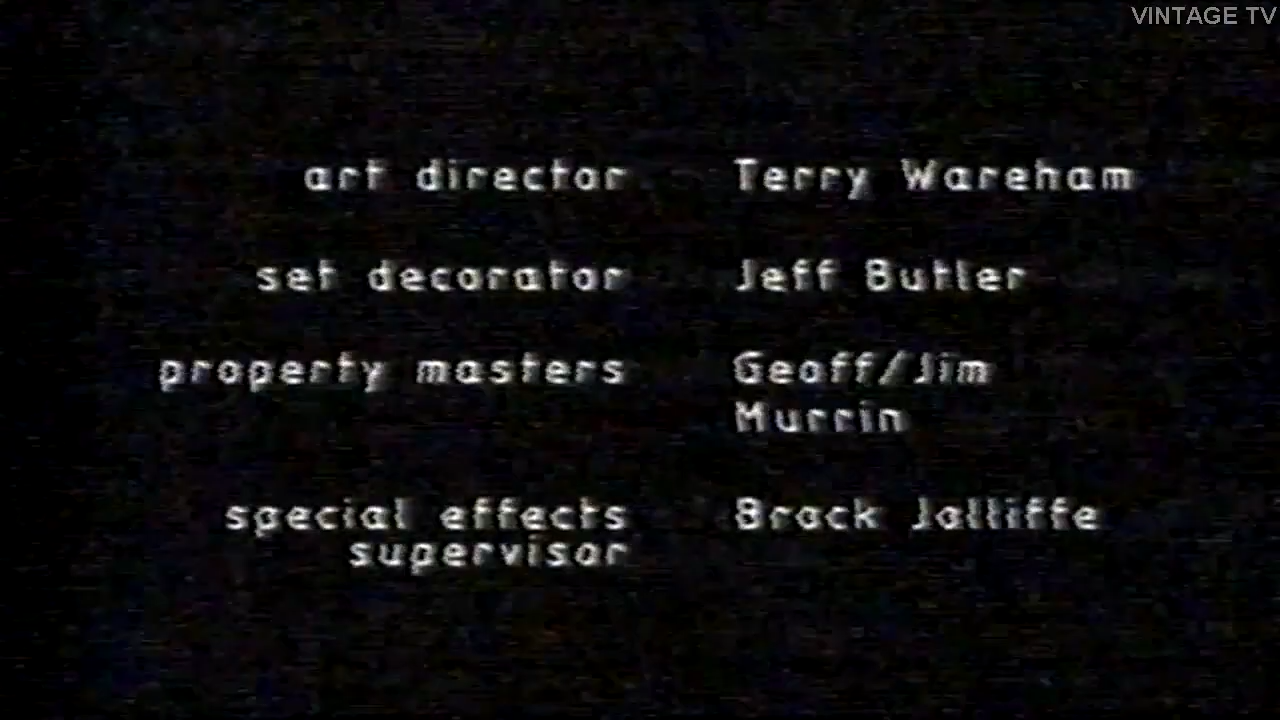 VINTAGE TV
art director Terry Wareham
set decorator Jeff Butler
property masters Geoff/Jim
Murrin
special effects Brock Jolliffe
supervisor